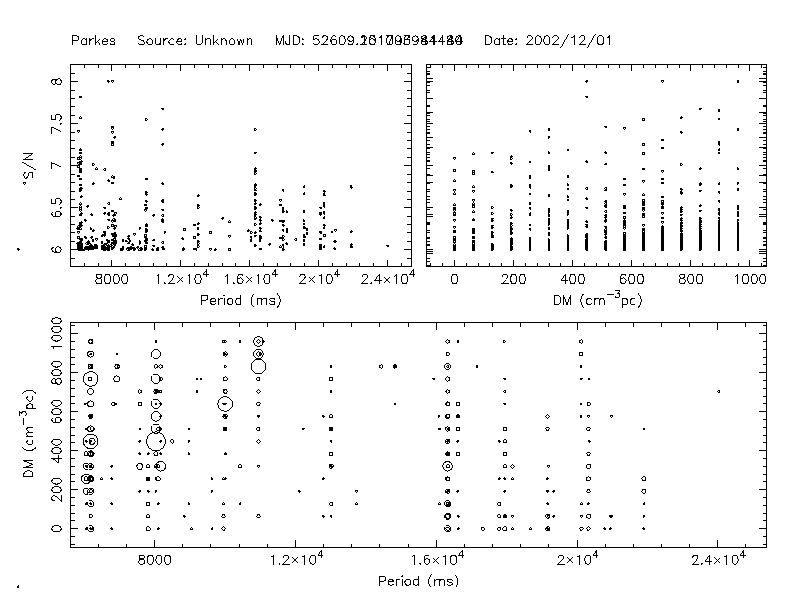 Parkes Source: Unknown MJD: 52609. Date: 2002/12/01
8
7.5
7
6.5
6
S/N
8000 1.2×10⁴ 1.6×10⁴ 2×10⁴ 2.4×10⁴
Period (ms)
0 200 400 600 800 1000
DM (cm⁻³pc)
1000
800
600
400
200
0
DM (cm⁻³pc)
8000 1.2×10⁴ 1.6×10⁴ 2×10⁴ 2.4×10⁴
Period (ms)